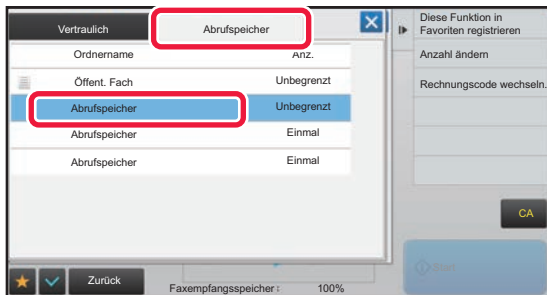 Vertraulich
Abrufspeicher
Ordnername Anz.
Öffent. Fach Unbegrenzt
Abrufspeicher Unbegrenzt
Abrufspeicher Einmal
Abrufspeicher Einmal
Zurück
Faxempfangsspeicher : 100%
Diese Funktion in
Favoriten registrieren
Anzahl ändern
Rechnungscode wechseln.
CA
Start